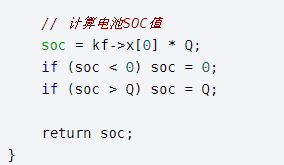 // 计算电池SOC值
soc = kf->x[0] * Q;
if (soc < 0) soc = 0;
if (soc > Q) soc = Q;
return soc;
}